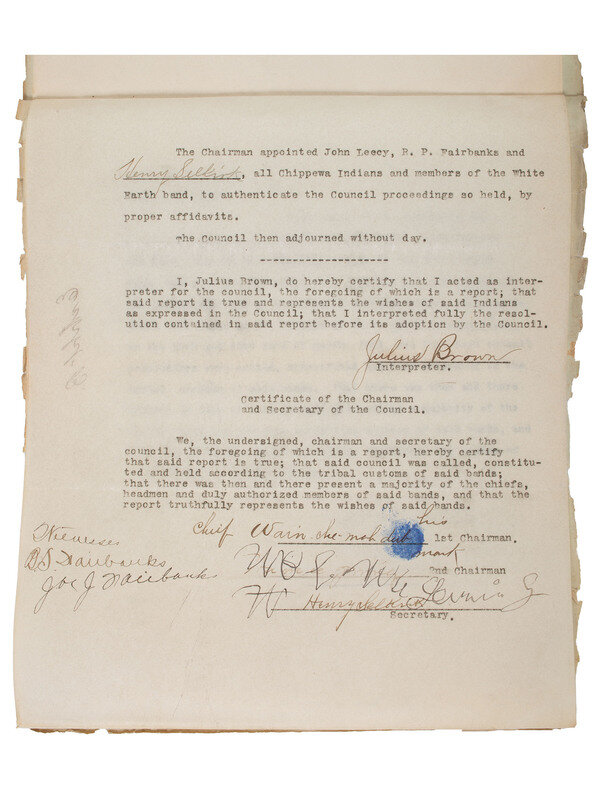 The Chairman appointed John Leecy, R. P. Fairbanks and
Henry Selkirk, all Chippewa Indians and members of the White
Earth band, to authenticate the Council proceedings so held, by
proper affidavits.
The Council then adjourned without day.
--------------------
I, Julius Brown, do hereby certify that I acted as inter-
preter for the council, the foregoing of which is a report; that
said report is true and represents the wishes of said Indians
as expressed in the Council; that I interpreted fully the resol-
ution contained in said report before its adoption by the Council.
Julius Brown
Interpreter.
Certificate of the Chairman
and Secretary of the Council.
We, the undersigned, chairman and secretary of the
council, the foregoing of which is a report, hereby certify
that said report is true; that said council was called, constitu-
ted and held according to the tribal customs of said bands;
that there was then and there present a majority of the chiefs,
headmen and duly authorized members of said bands, and that the
report truthfully represents the wishes of said bands.
Chief Wain che mah dub his 1st Chairman.
mark
Witnesses
B.S. Fairbanks
Joe J Fairbanks
2nd Chairman
Henry Selkirk
Secretary.